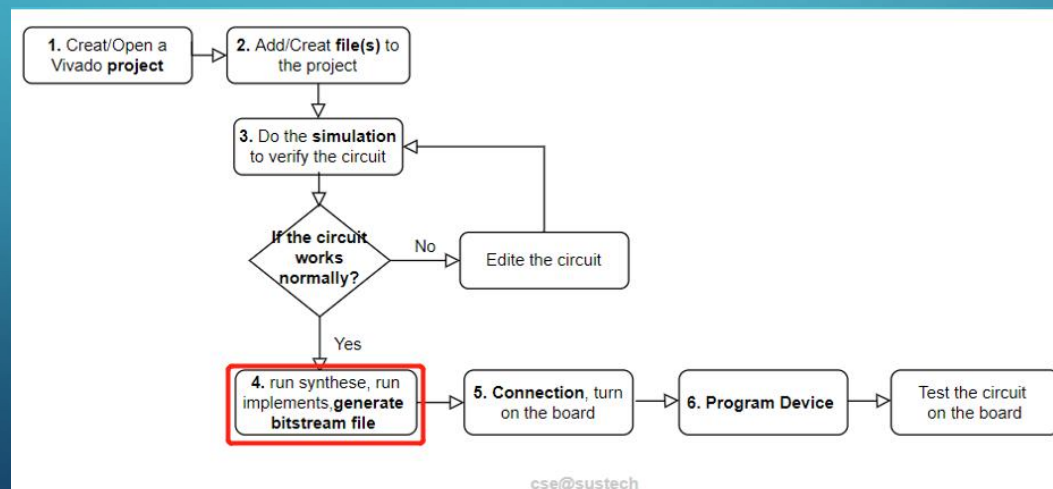 1. Creat/Open a
Vivado project
2. Add/Creat file(s) to
the project
3. Do the simulation
to verify the circuit
If the circuit
works
normally?
No
Edite the circuit
Yes
4. run synthese, run
implements,generate
bitstream file
5. Connection, turn
on the board
6. Program Device
Test the circuit
on the board
cse@sustech